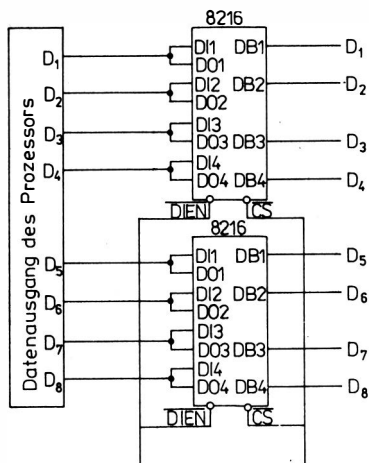 Datenausgang des Prozessors
8216
D1 DI1 DB1 D1
DO1
D2 DI2 DB2 D2
DO2
D3 DI3
DO3 DB3 D3
D4 DI4
DO4 DB4 D4
DIEN CS
8216
D5 DI1 DB1 D5
DO1
D6 DI2 DB2 D6
DO2
D7 DI3
DO3 DB3 D7
D8 DI4
DO4 DB4 D8
DIEN CS